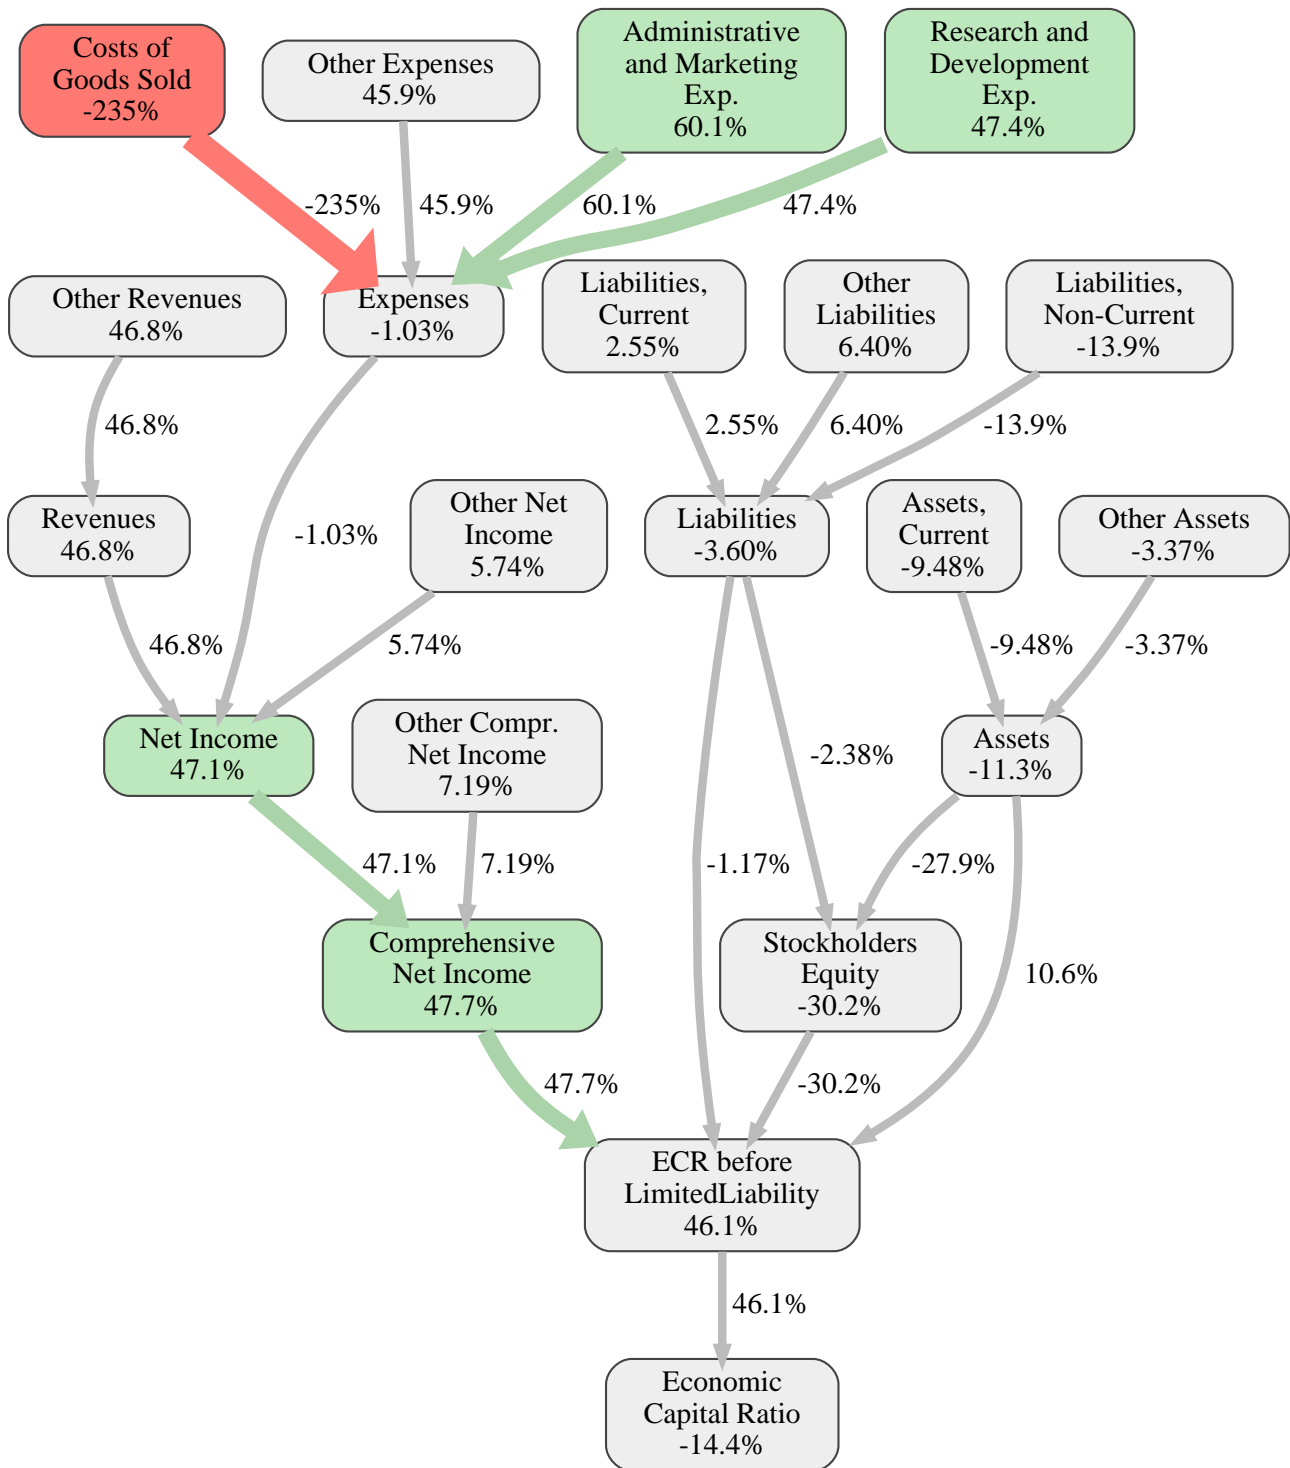 Costs of
Goods Sold
-235%
Other Expenses
45.9%
Administrative
and Marketing
Exp.
60.1%
Research and
Development
Exp.
47.4%
-235%
45.9%
60.1%
47.4%
Other Revenues
46.8%
Expenses
-1.03%
Liabilities,
Current
2.55%
Other
Liabilities
6.40%
Liabilities,
Non-Current
-13.9%
46.8%
2.55%
6.40%
-13.9%
Revenues
46.8%
-1.03%
Other Net
Income
5.74%
Liabilities
-3.60%
Assets,
Current
-9.48%
Other Assets
-3.37%
46.8%
5.74%
-9.48%
-3.37%
Net Income
47.1%
Other Compr.
Net Income
7.19%
-2.38%
Assets
-11.3%
47.1%
7.19%
-1.17%
-27.9%
Comprehensive
Net Income
47.7%
Stockholders
Equity
-30.2%
10.6%
47.7%
-30.2%
ECR before
LimitedLiability
46.1%
46.1%
Economic
Capital Ratio
-14.4%